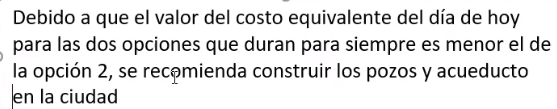 Debido a que el valor del costo equivalente del día de hoy
para las dos opciones que duran para siempre es menor el de
la opción 2, se recomienda construir los pozos y acueducto
en la ciudad